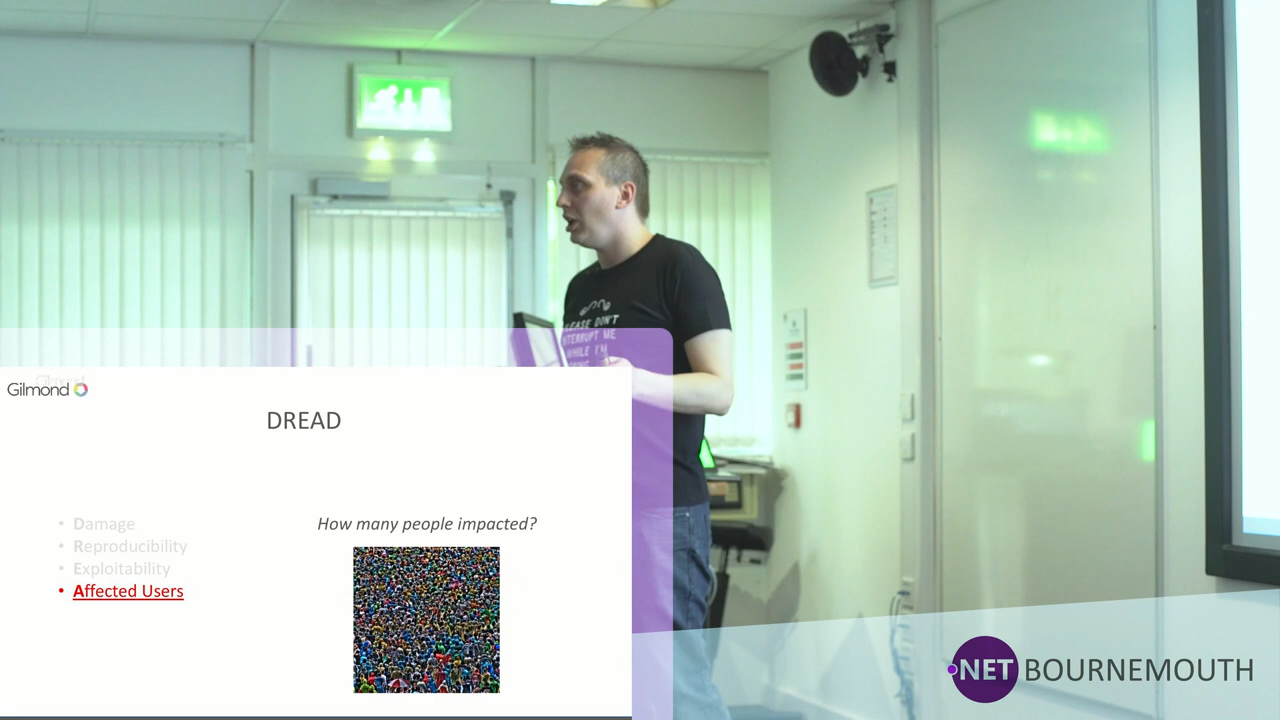 PLEASE DON'T
INTERRUPT ME
WHILE I'M
Gilmond
DREAD
• Damage
• Reproducibility
• Exploitability
• Affected Users
How many people impacted?
•NET BOURNEMOUTH